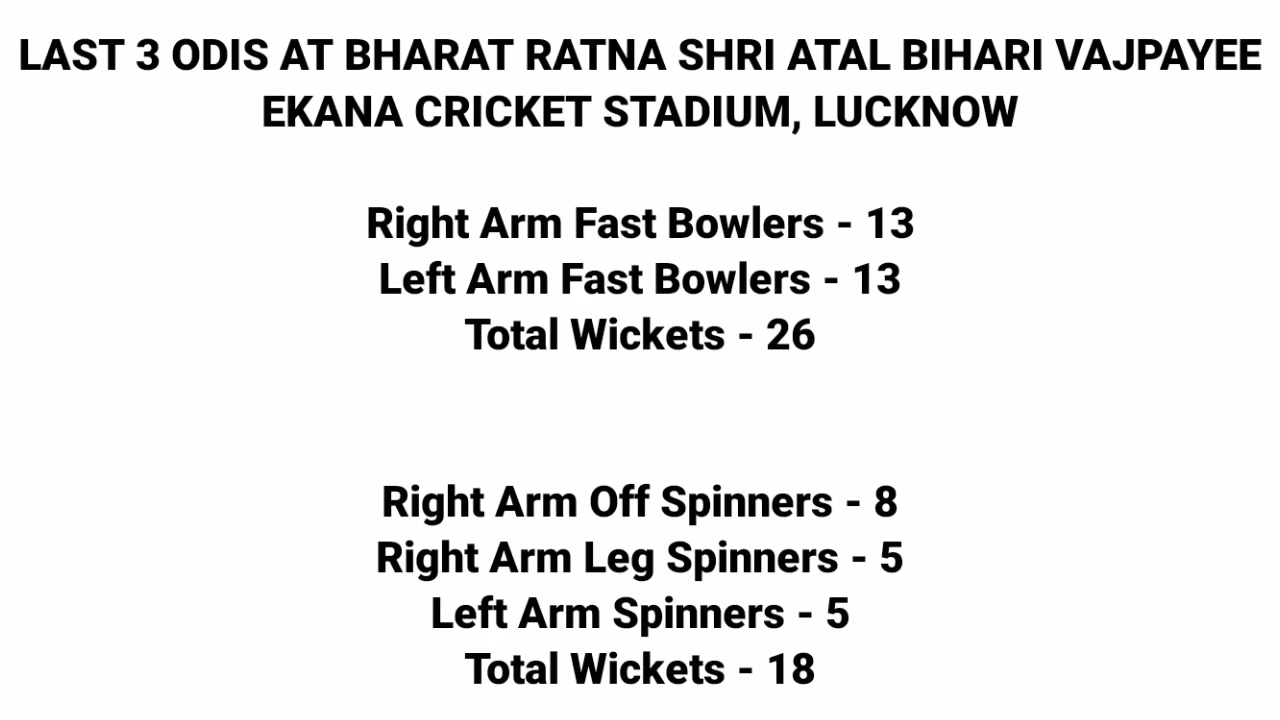 LAST 3 ODIS AT BHARAT RATNA SHRI ATAL BIHARI VAJPAYEE
EKANA CRICKET STADIUM, LUCKNOW
Right Arm Fast Bowlers - 13
Left Arm Fast Bowlers - 13
Total Wickets - 26
Right Arm Off Spinners - 8
Right Arm Leg Spinners - 5
Left Arm Spinners - 5
Total Wickets - 18